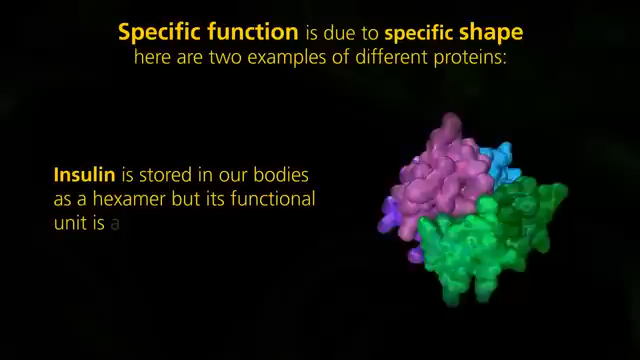 Specific function is due to specific shape
here are two examples of different proteins:
Insulin is stored in our bodies
as a hexamer but its functional
unit is a